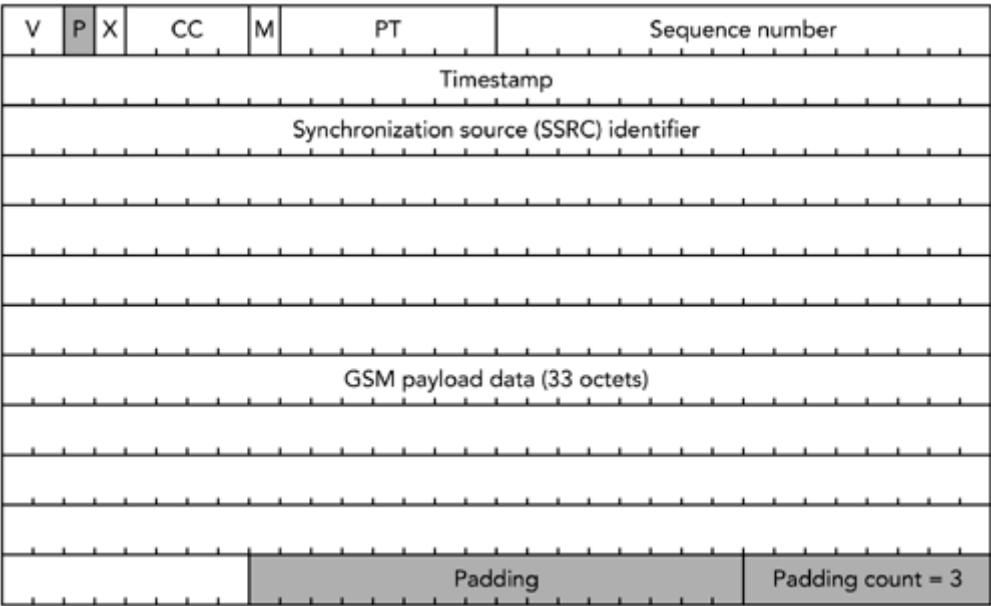 V P X CC M PT Sequence number
Timestamp
Synchronization source (SSRC) identifier
GSM payload data (33 octets)
Padding Padding count = 3